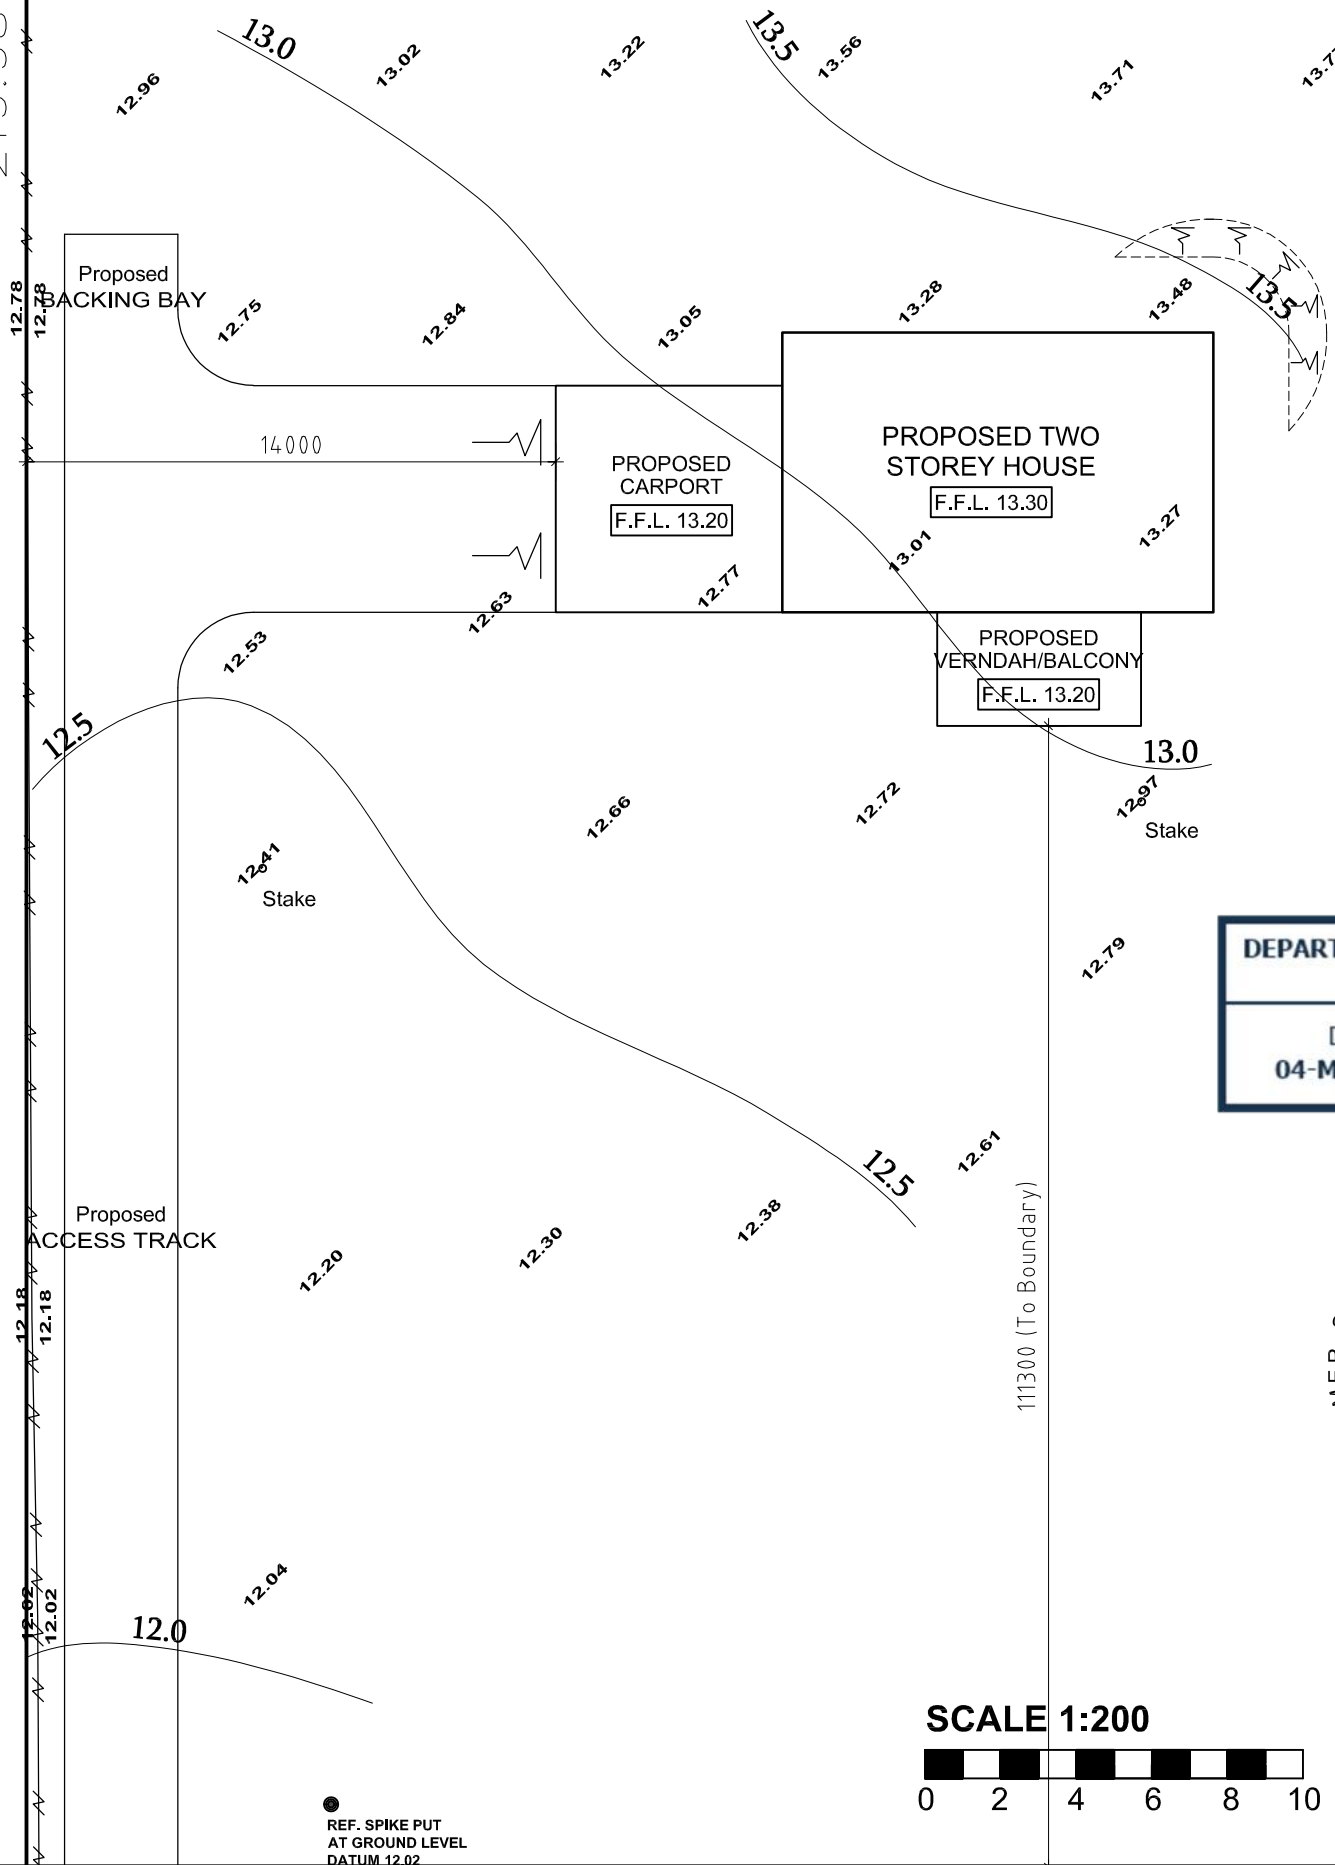 13.0
13.5
12.96
13.02
13.22
13.56
13.71
Proposed
BACKING BAY
12.78
12.78
12.75
12.84
13.05
13.28
13.48
13.5
14000
PROPOSED
CARPORT
F.F.L. 13.20
PROPOSED TWO
STOREY HOUSE
F.F.L. 13.30
13.01
13.27
12.77
12.63
12.53
PROPOSED
VERNDAH/BALCONY
F.F.L. 13.20
12.5
13.0
12.66
12.72
12.97
Stake
12.41
Stake
12.79
DEPART
04-M
12.5
12.61
12.38
12.30
12.20
Proposed
ACCESS TRACK
12.18
12.18
111300 (To Boundary)
12.04
12.02
12.02
12.0
SCALE 1:200
0 2 4 6 8 10
REF. SPIKE PUT
AT GROUND LEVEL
DATUM 12.02